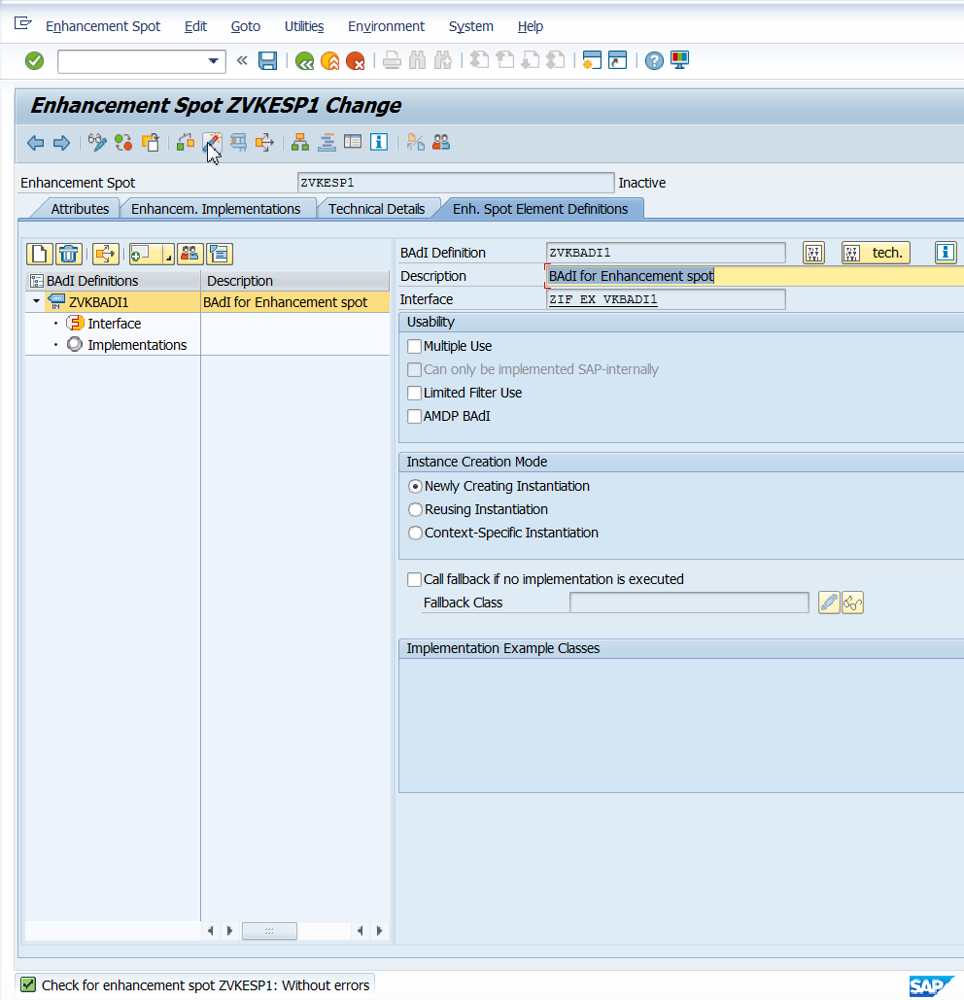 Enhancement Spot Edit Goto Utilities Environment System Help
Enhancement Spot ZVKESP1 Change
Enhancement Spot ZVKESP1 Inactive
Attributes Enhancem. Implementations Technical Details Enh. Spot Element Definitions
BAdI Definitions Description
ZVKBADI1 BAdI for Enhancement spot
Interface
Implementations
BAdI Definition ZVKBADI1 tech.
Description BAdI for Enhancement spot
Interface ZIF_EX_VKBADI1
Usability
Multiple Use
Can only be implemented SAP-internally
Limited Filter Use
AMDP BAdI
Instance Creation Mode
Newly Creating Instantiation
Reusing Instantiation
Context-Specific Instantiation
Call fallback if no implementation is executed
Fallback Class
Implementation Example Classes
Check for enhancement spot ZVKESP1: Without errors
SAP